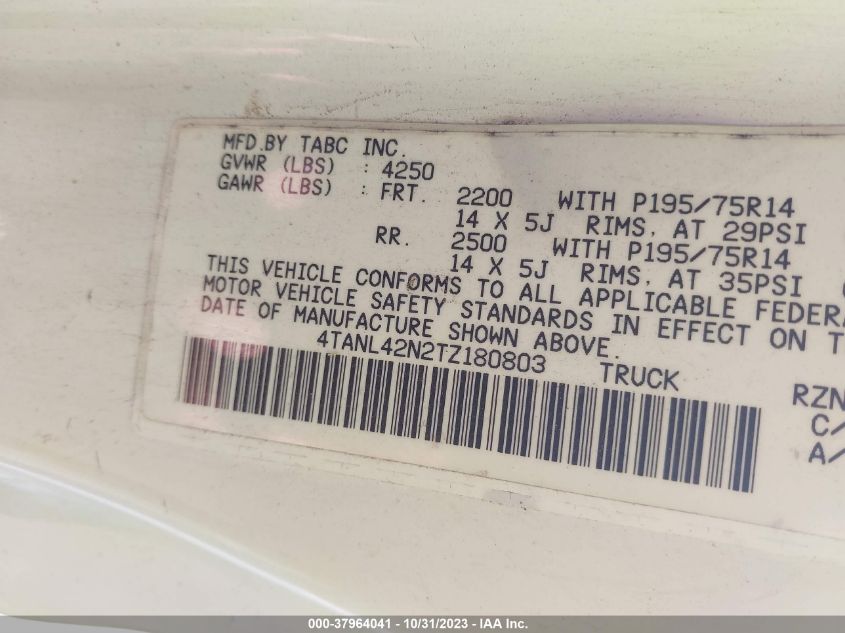 MFD.BY TABC INC.
GVWR (LBS) : 4250
GAWR (LBS) : FRT. 2200 WITH P195/75R14
14 X 5J RIMS, AT 29PSI
RR. 2500 WITH P195/75R14
14 X 5J RIMS, AT 35PSI
THIS VEHICLE CONFORMS TO ALL APPLICABLE FEDERA
MOTOR VEHICLE SAFETY STANDARDS IN EFFECT ON T
DATE OF MANUFACTURE SHOWN ABOVE.
4TANL42N2TZ180803 TRUCK
RZN
C/
A/
000-37964041 - 10/31/2023 - IAA Inc.